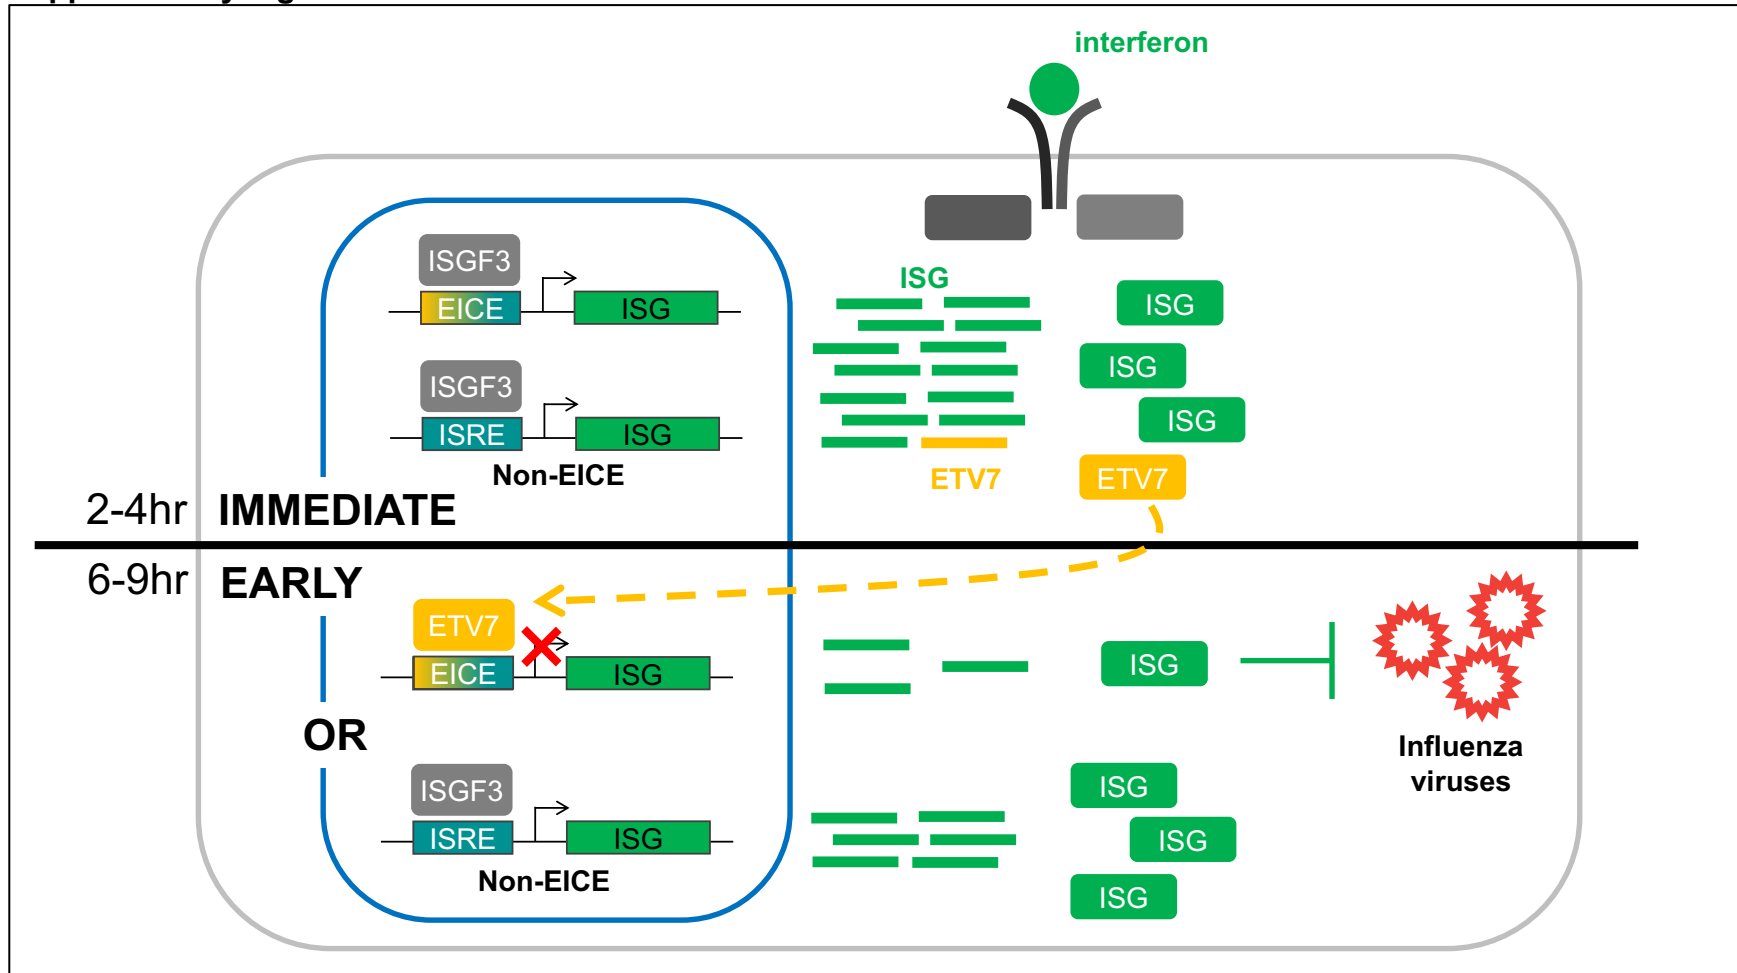 interferon
ISGF3
EICE
ISG
ISGF3
ISRE
ISG
Non-EICE
ISG
ETV7
ISG
ISG
ISG
ETV7
2-4hr IMMEDIATE
6-9hr EARLY
ETV7
EICE
ISG
OR
ISGF3
ISRE
ISG
Non-EICE
ISG
ISG
ISG
ISG
Influenza
viruses